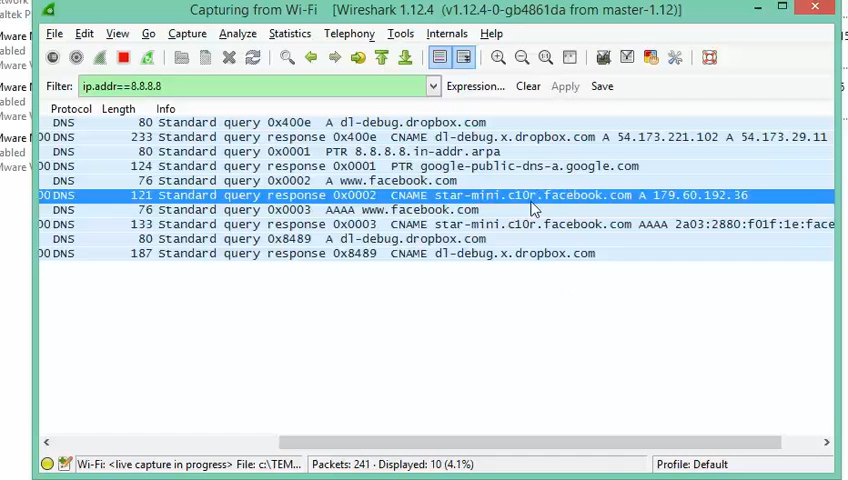 Capturing from Wi-Fi   [Wireshark 1.12.4  (v1.12.4-0-gb4861da from master-1.12)]
File Edit View Go Capture Analyze Statistics Telephony Tools Internals Help
Filter: ip.addr==8.8.8.8 Expression... Clear Apply Save
Protocol Length Info
DNS 80 Standard query 0x400e  A dl-debug.dropbox.com
00 DNS 233 Standard query response 0x400e  CNAME dl-debug.x.dropbox.com A 54.173.221.102 A 54.173.29.11
DNS 80 Standard query 0x0001  PTR 8.8.8.8.in-addr.arpa
00 DNS 124 Standard query response 0x0001  PTR google-public-dns-a.google.com
DNS 76 Standard query 0x0002  A www.facebook.com
00 DNS 121 Standard query response 0x0002  CNAME star-mini.c10r.facebook.com A 179.60.192.36
DNS 76 Standard query 0x0003  AAAA www.facebook.com
00 DNS 133 Standard query response 0x0003  CNAME star-mini.c10r.facebook.com AAAA 2a03:2880:f01f:1e:face
DNS 80 Standard query 0x8489  A dl-debug.dropbox.com
00 DNS 187 Standard query response 0x8489  CNAME dl-debug.x.dropbox.com
Wi-Fi: <live capture in progress> File: c:\TEM... Packets: 241 · Displayed: 10 (4.1%) Profile: Default